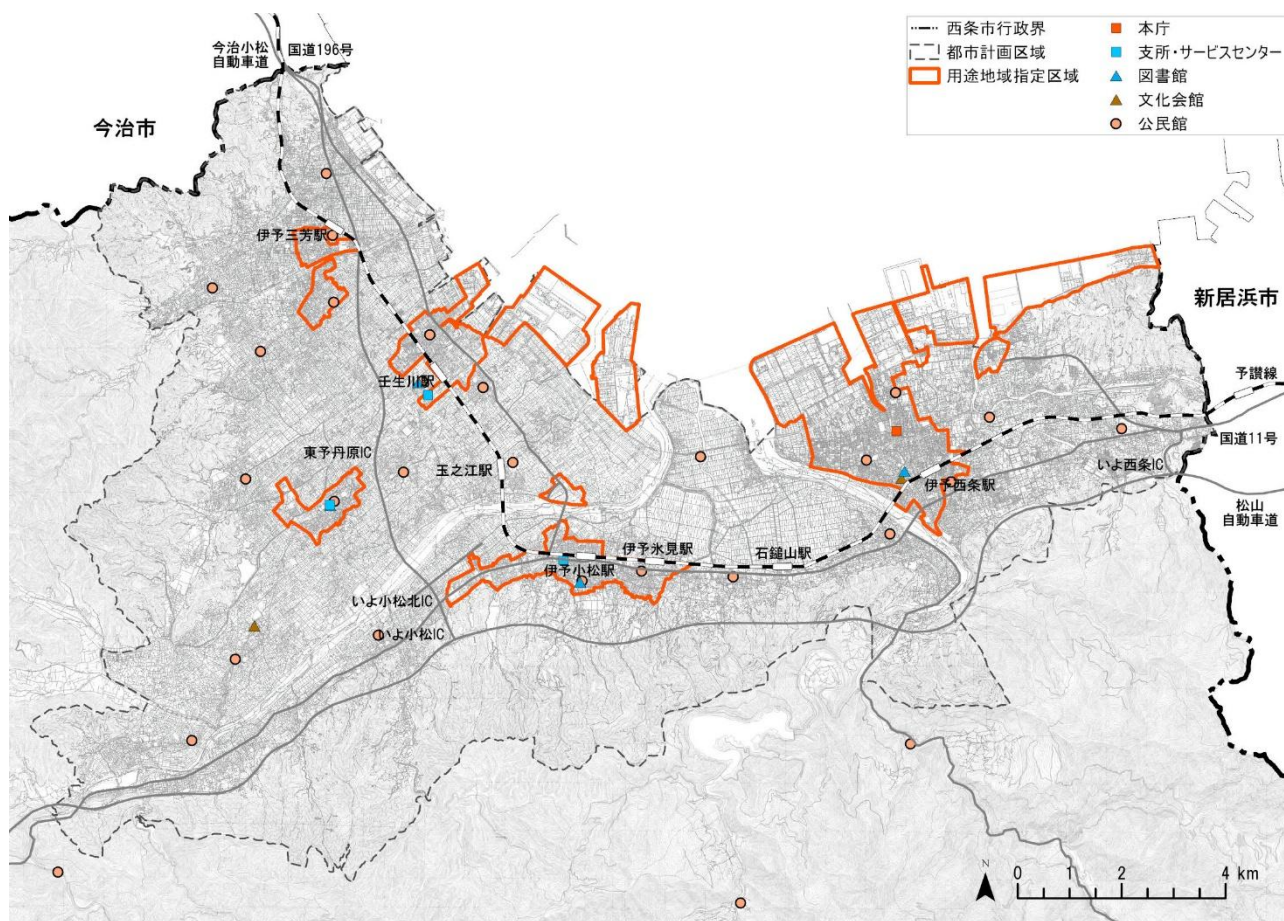 今治小松
自動車道
国道196号
今治市
西条市行政界
都市計画区域
用途地域指定区域
本庁
支所・サービスセンター
図書館
文化会館
公民館
伊予三芳駅
新居浜市
壬生川駅
予讃線
国道11号
東予丹原IC
玉之江駅
いよ西条IC
伊予西条駅
松山
自動車道
伊予氷見駅
石鎚山駅
伊予小松駅
いよ小松北IC
いよ小松IC
N
0 1 2 4 km